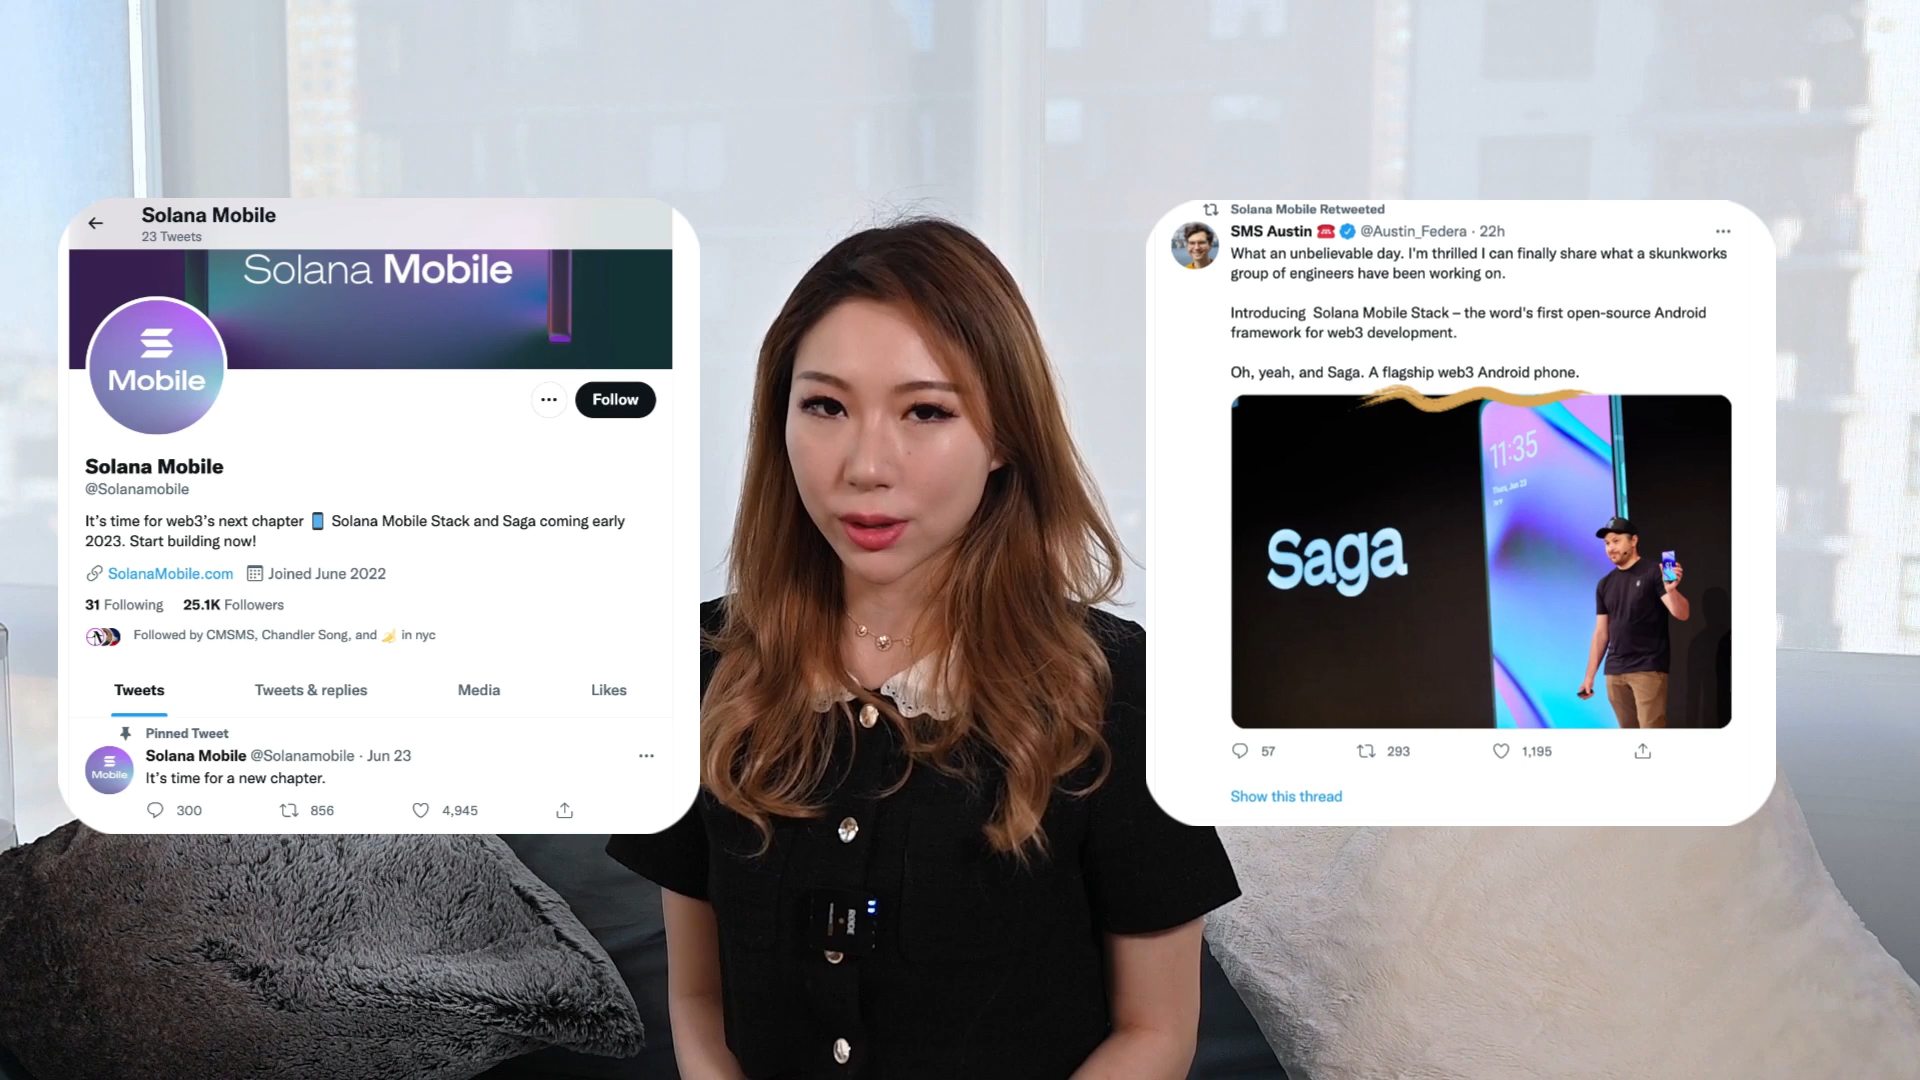 Solana Mobile
23 Tweets
Solana Mobile
Mobile
Follow
Solana Mobile
@Solanamobile
It's time for web3's next chapter 📱 Solana Mobile Stack and Saga coming early
2023. Start building now!
SolanaMobile.com Joined June 2022
31 Following 25.1K Followers
Followed by CMSMS, Chandler Song, and 🍌 in nyc
Tweets Tweets & replies Media Likes
Pinned Tweet
Solana Mobile @Solanamobile · Jun 23
Mobile
It's time for a new chapter.
300 856 4,945
Solana Mobile Retweeted
SMS Austin ☎️ @Austin_Federa · 22h
What an unbelievable day. I'm thrilled I can finally share what a skunkworks
group of engineers have been working on.
Introducing Solana Mobile Stack – the word's first open-source Android
framework for web3 development.
Oh, yeah, and Saga. A flagship web3 Android phone.
11:35
Thurs, Jun 23
Saga
57 293 1,195
Show this thread
RODE